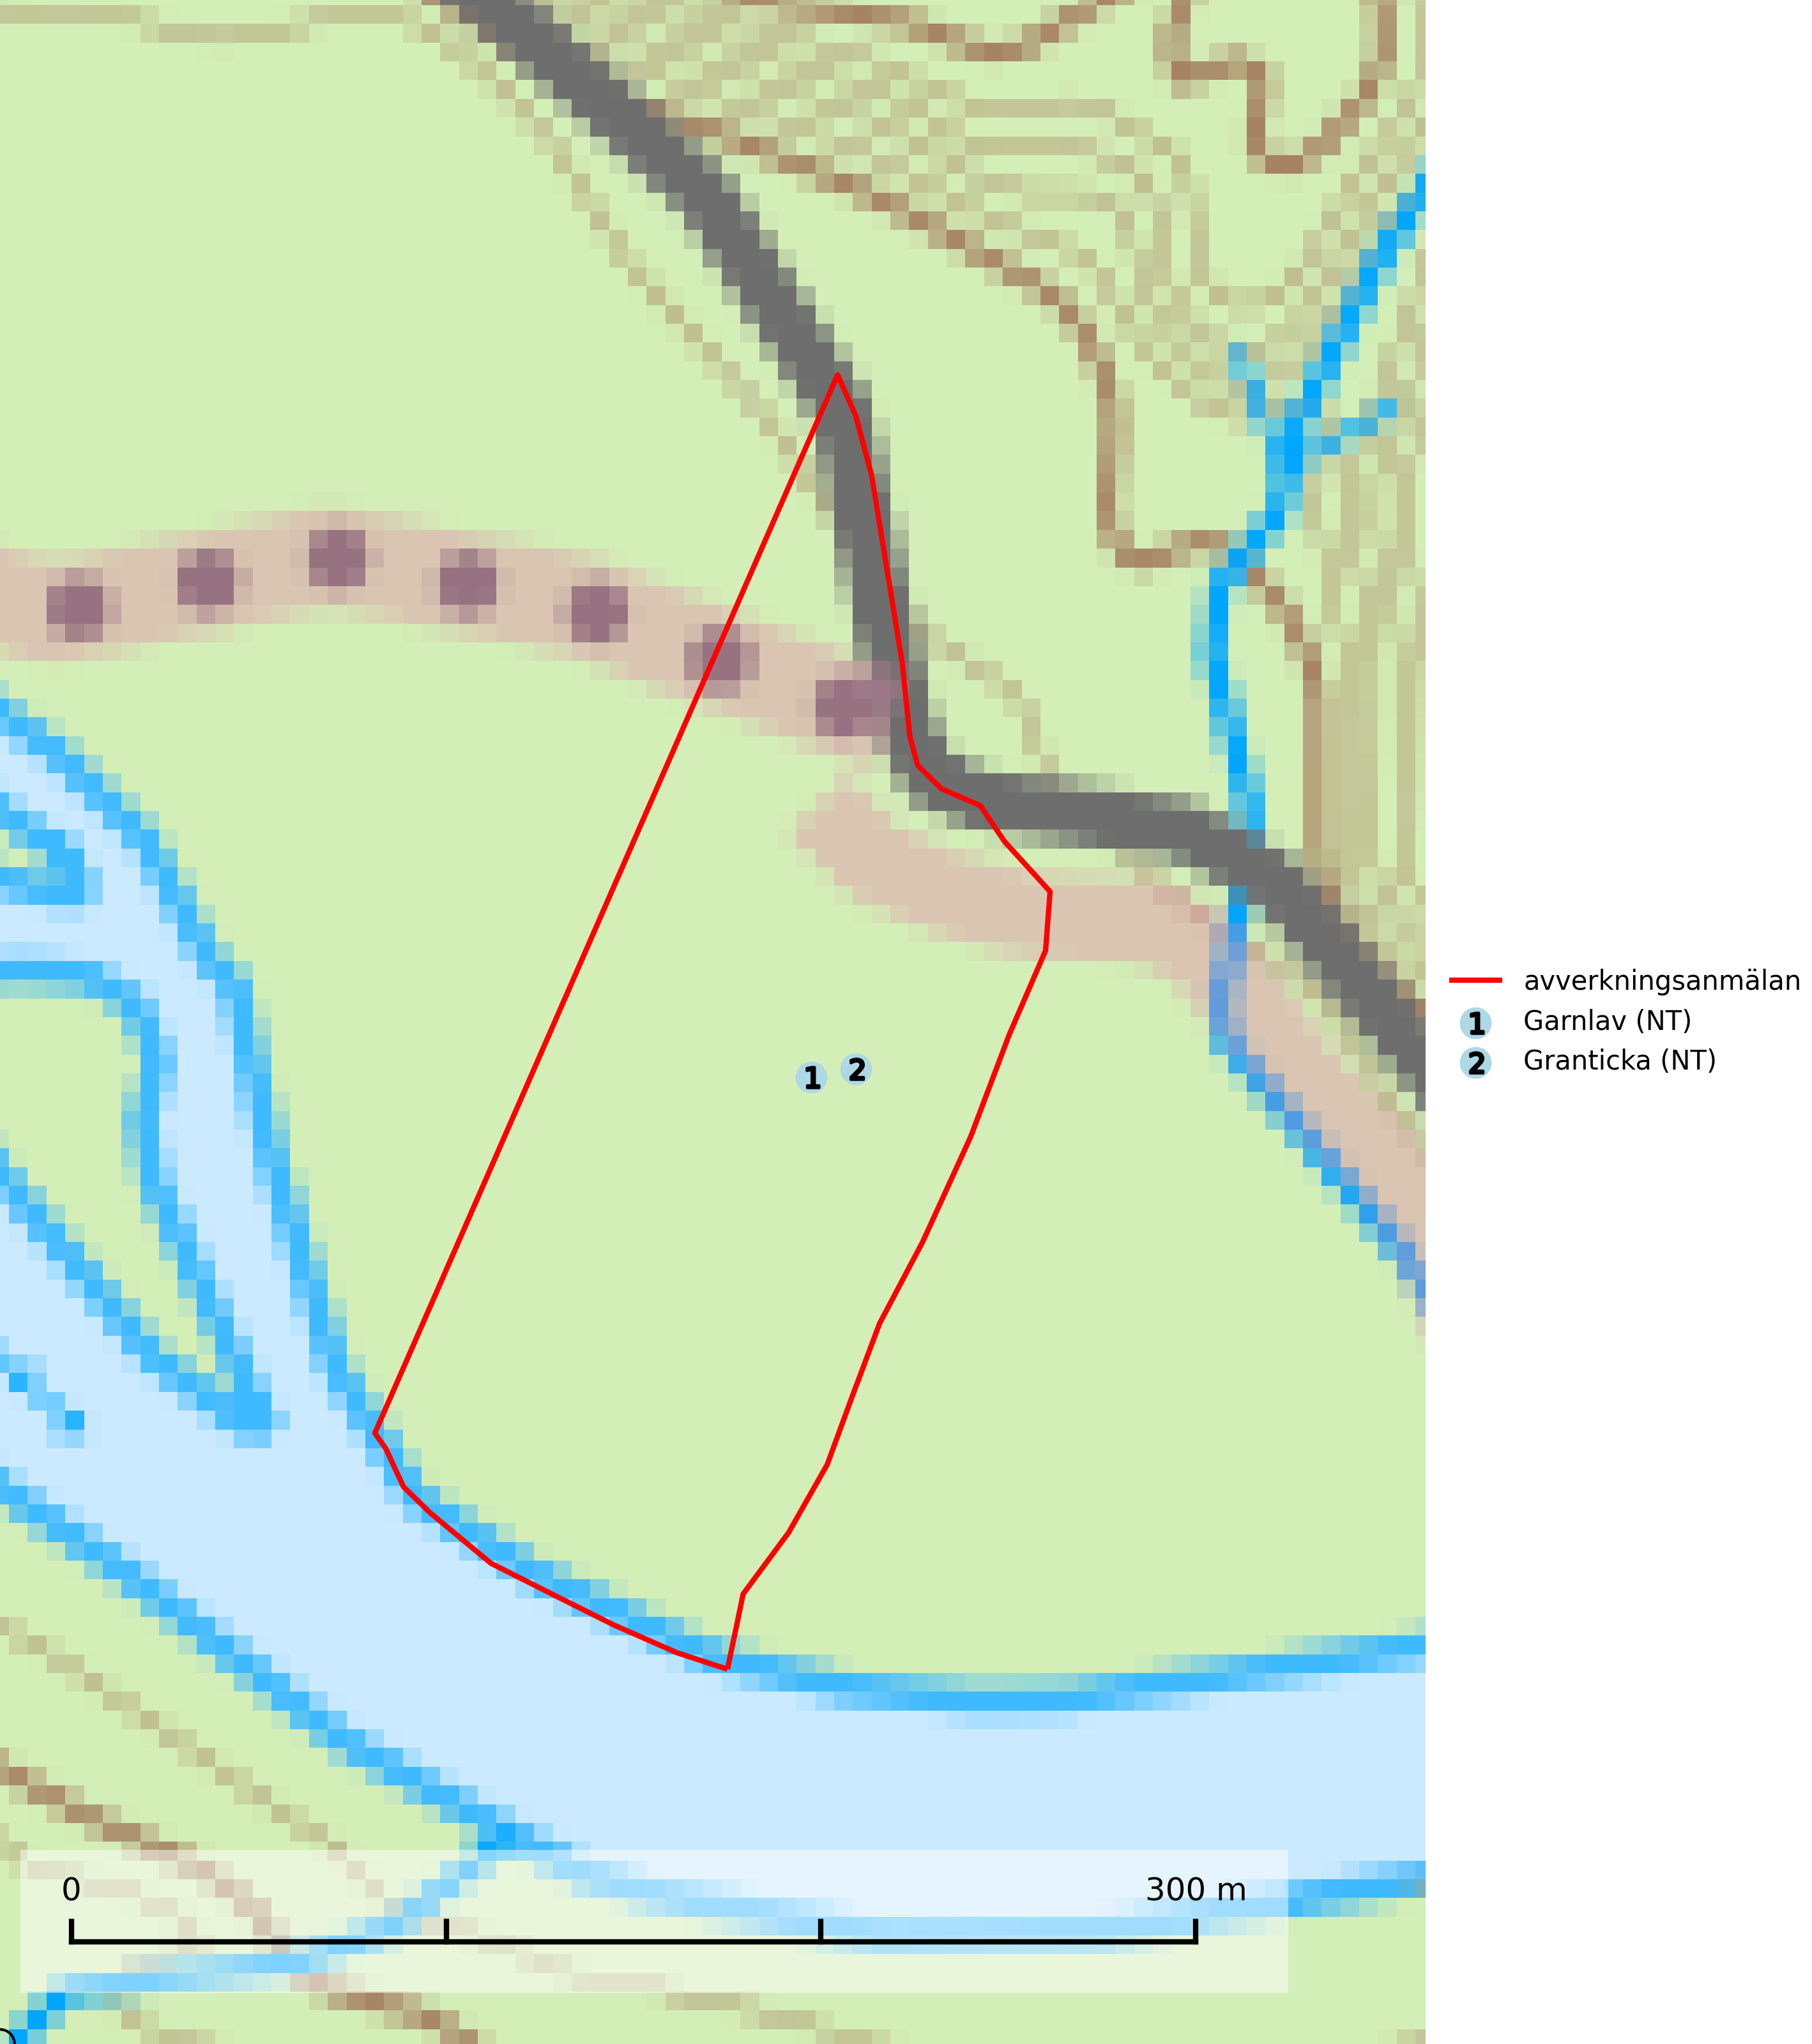 1 2
avverkningsanmälan
1 Garnlav (NT)
2 Granticka (NT)
0 300 m